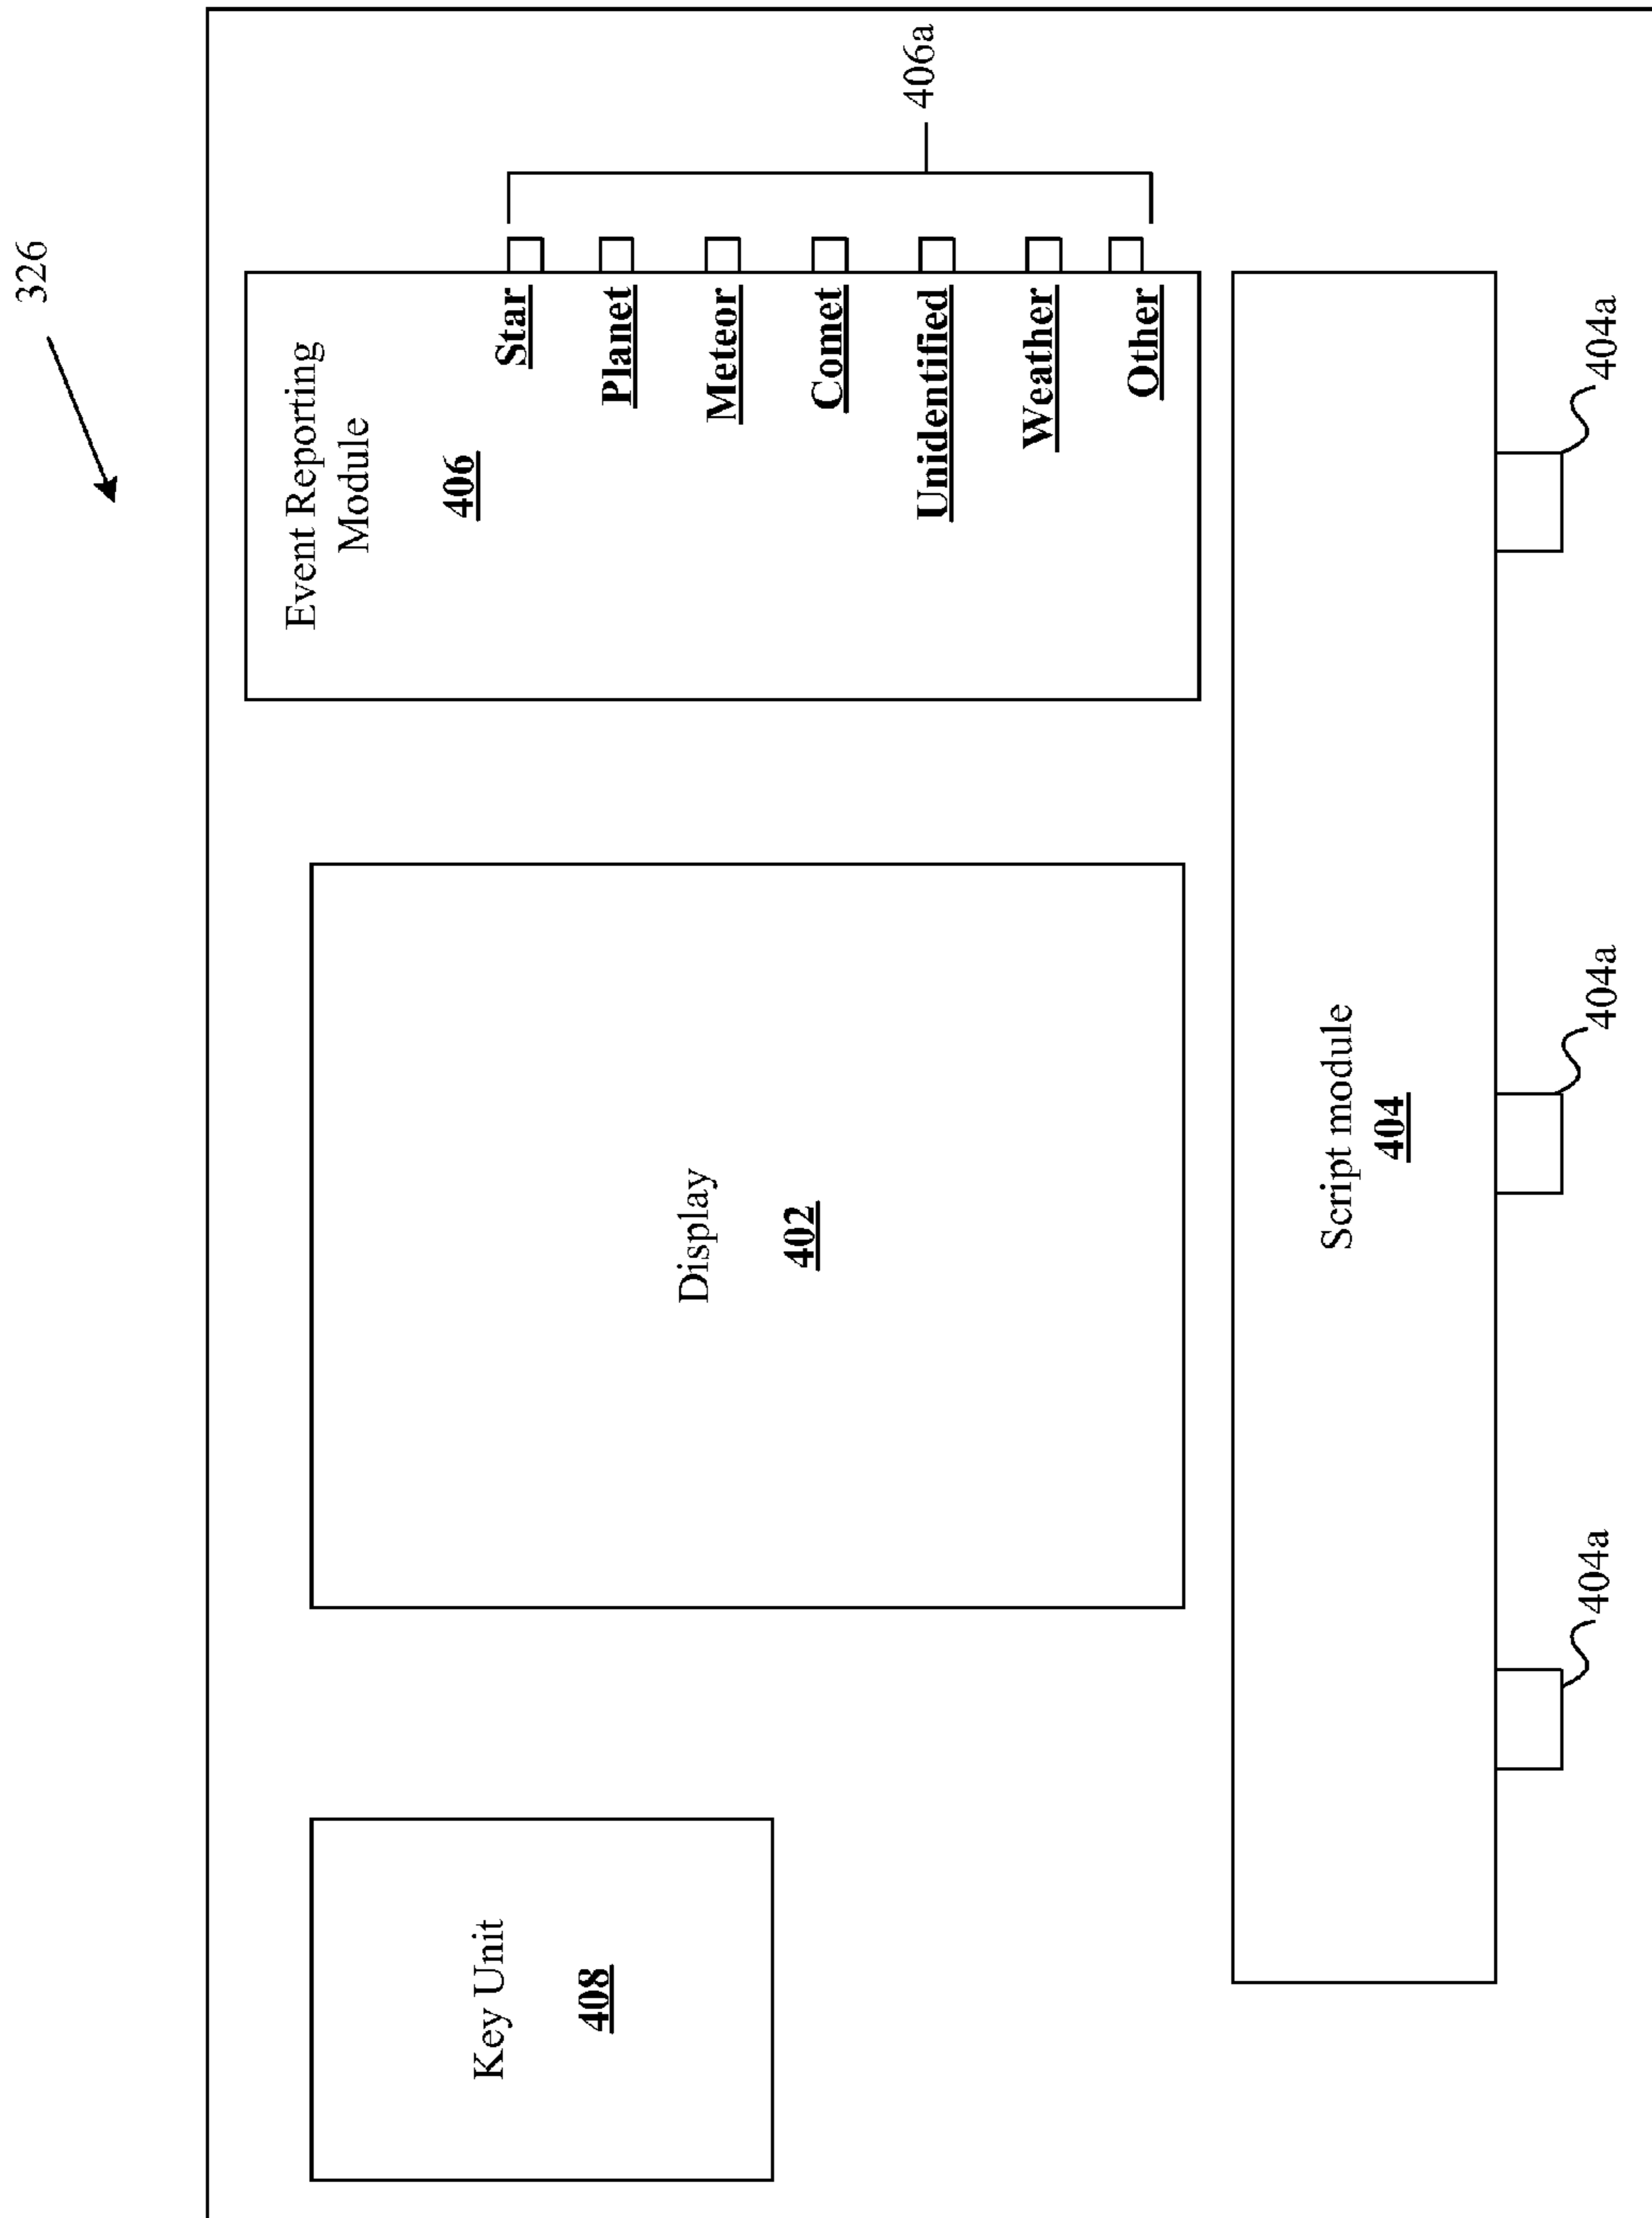 326
Event Reporting
Module
406
Star
Planet
Meteor
Comet
Unidentified
Weather
Other
406a
Key Unit
408
Display
402
Script module
404
404a
404a
404a